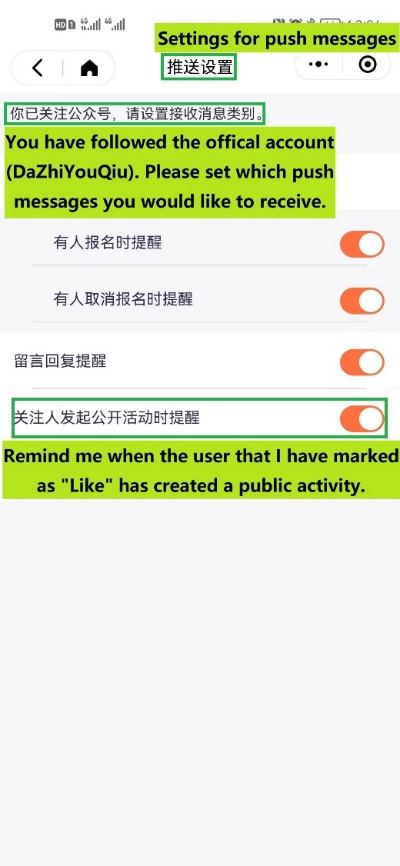 Settings for push messages
推送设置
你已关注公众号，请设置接收消息类别。
You have followed the offical account
(DaZhiYouQiu). Please set which push
messages you would like to receive.
有人报名时提醒
有人取消报名时提醒
留言回复提醒
关注人发起公开活动时提醒
Remind me when the user that I have marked
as "Like" has created a public activity.